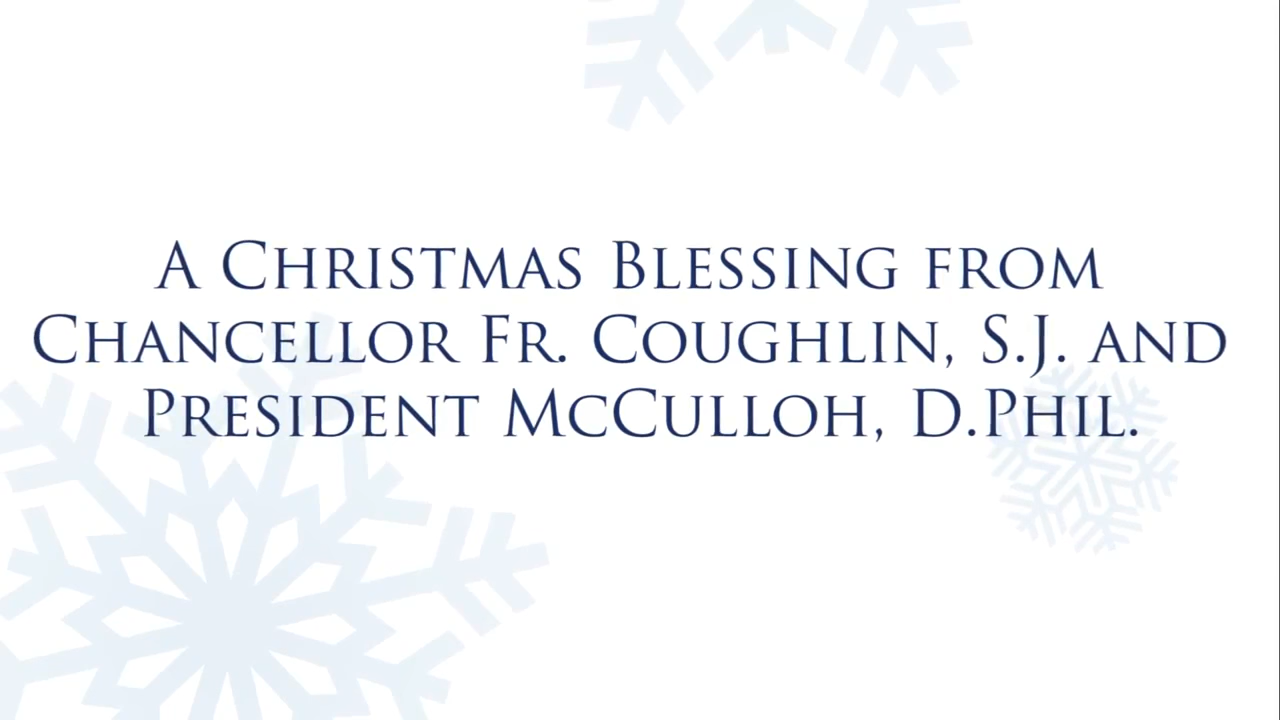 A Christmas Blessing from
Chancellor Fr. Coughlin, S.J. and
President McCulloh, D.Phil.